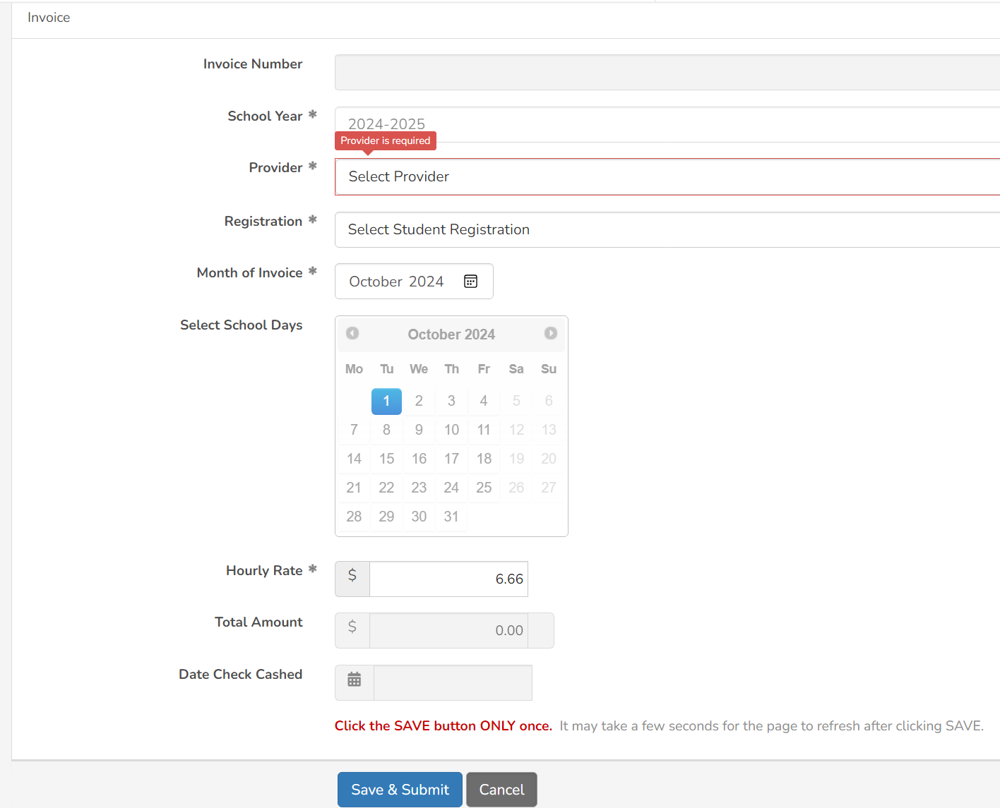 Invoice
Invoice Number
School Year *
2024-2025
Provider is required
Provider *
Select Provider
Registration *
Select Student Registration
Month of Invoice *
October 2024
Select School Days
October 2024
Mo Tu We Th Fr Sa Su
1 2 3 4 5 6
7 8 9 10 11 12 13
14 15 16 17 18 19 20
21 22 23 24 25 26 27
28 29 30 31
Hourly Rate *
$ 6.66
Total Amount
$ 0.00
Date Check Cashed
Click the SAVE button ONLY once. It may take a few seconds for the page to refresh after clicking SAVE.
Save & Submit Cancel